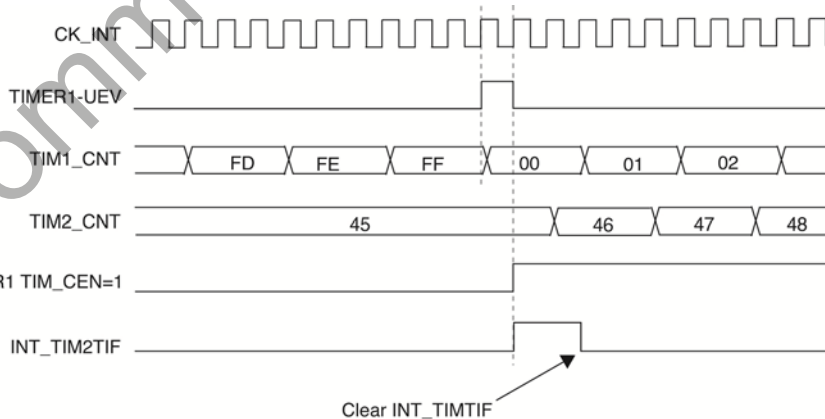 CK_INT
TIMER1-UEV
TIM1_CNT FD FE FF 00 01 02
TIM2_CNT 45 46 47 48
R1 TIM_CEN=1
INT_TIM2TIF
Clear INT_TIMTIF
omm